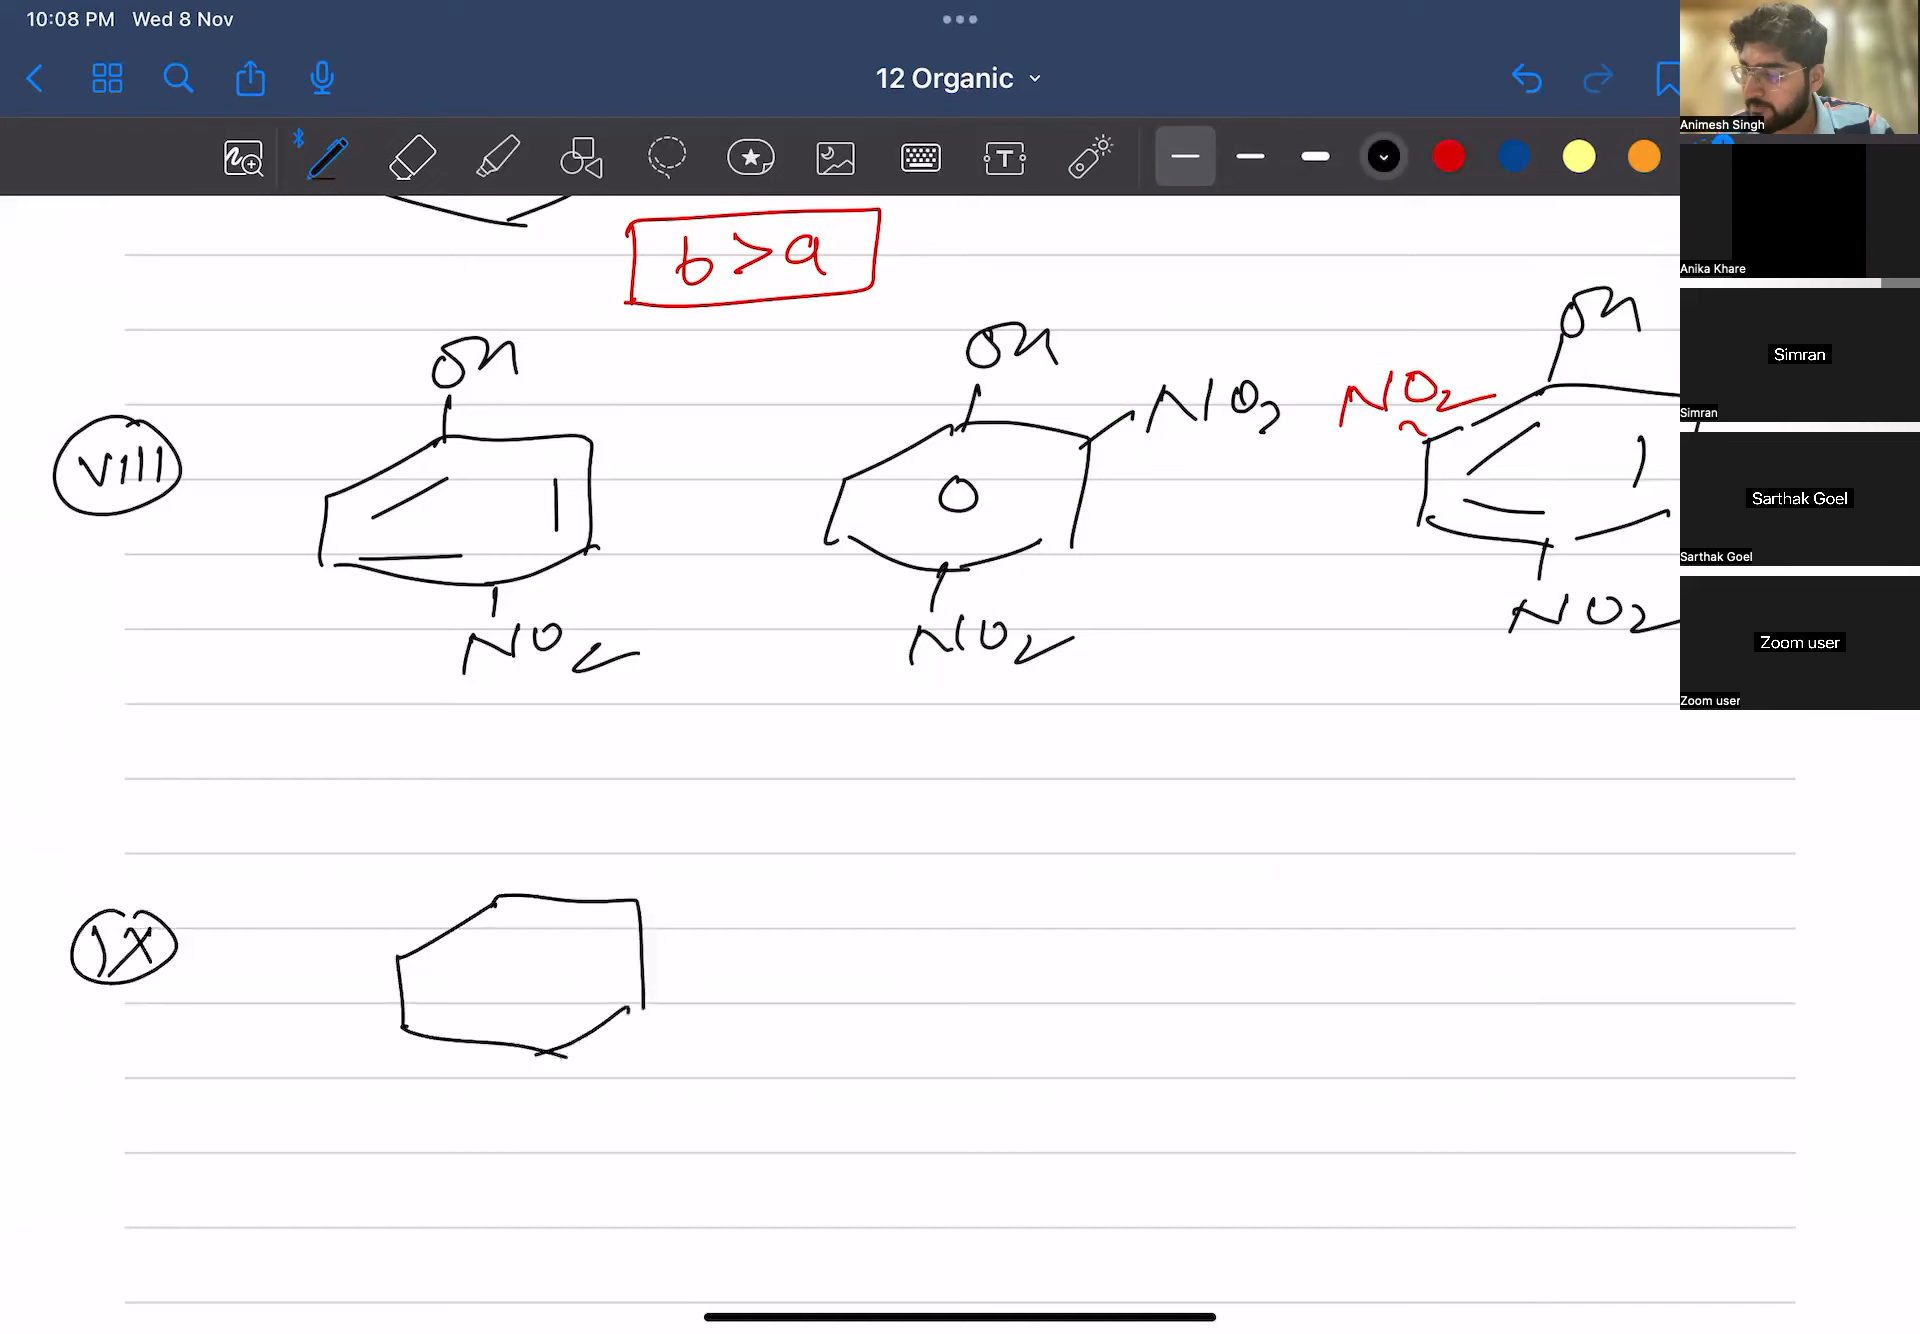 10:08 PM Wed 8 Nov
12 Organic
T
Animesh Singh
Anika Khare
Simran
Simran
Sarthak Goel
Sarthak Goel
Zoom user
Zoom user
b > a
viii
OH
NO2
OH
NO2
NO2
OH
NO2
NO2
ix